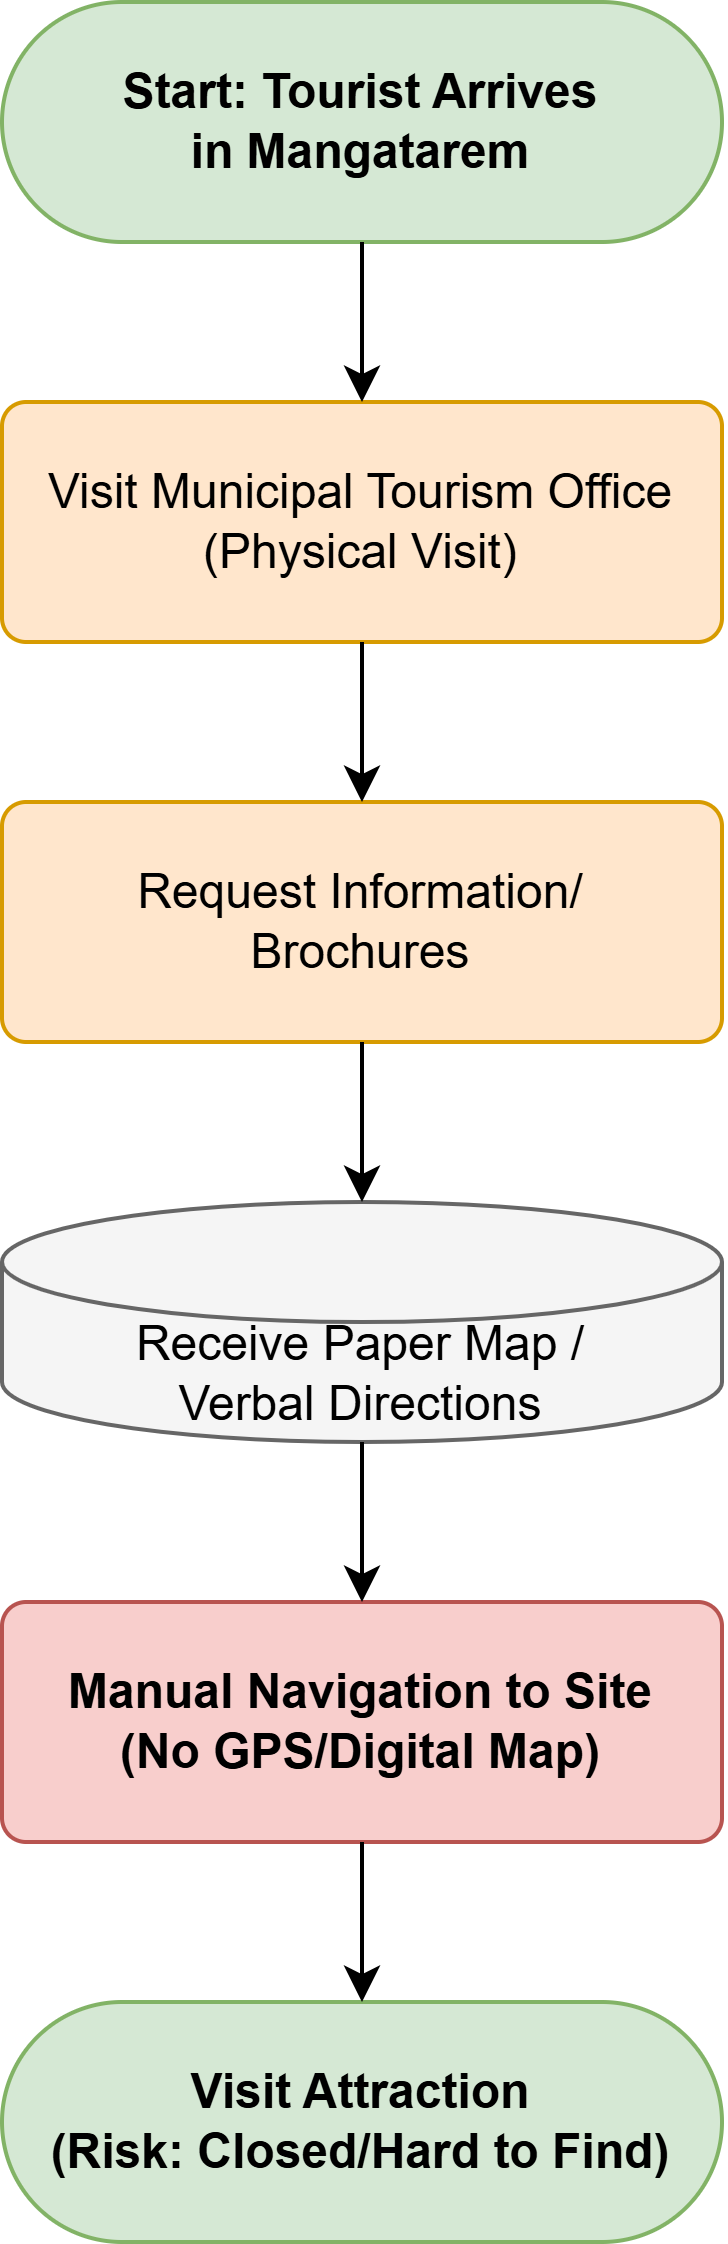 Start: Tourist Arrives
in Mangatarem
Visit Municipal Tourism Office
(Physical Visit)
Request Information/
Brochures
Receive Paper Map /
Verbal Directions
Manual Navigation to Site
(No GPS/Digital Map)
Visit Attraction
(Risk: Closed/Hard to Find)